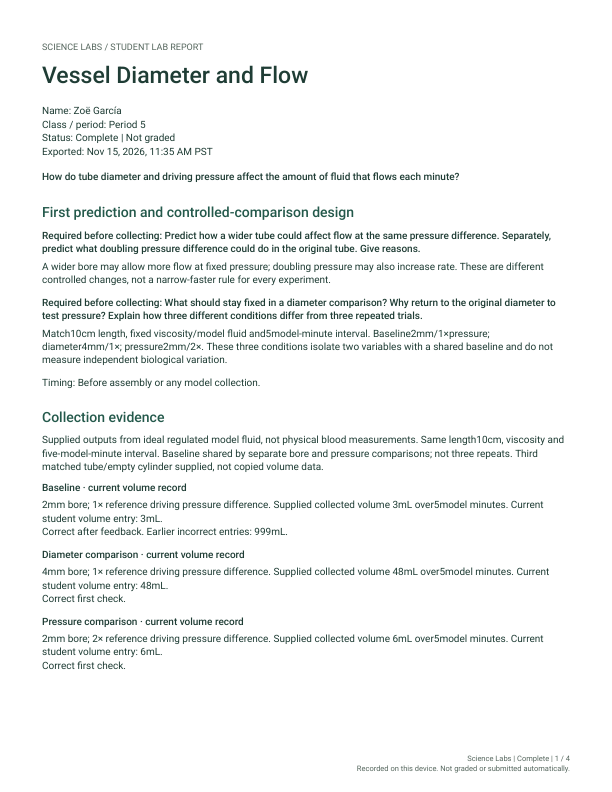 SCIENCE LABS / STUDENT LAB REPORT
Vessel Diameter and Flow
Name: Zoë García
Class / period: Period 5
Status: Complete | Not graded
Exported: Nov 15, 2026, 11:35 AM PST
How do tube diameter and driving pressure affect the amount of fluid that flows each minute?
First prediction and controlled-comparison design
Required before collecting: Predict how a wider tube could affect flow at the same pressure difference. Separately,
predict what doubling pressure difference could do in the original tube. Give reasons.
A wider bore may allow more flow at fixed pressure; doubling pressure may also increase rate. These are different
controlled changes, not a narrow-faster rule for every experiment.
Required before collecting: What should stay fixed in a diameter comparison? Why return to the original diameter to
test pressure? Explain how three different conditions differ from three repeated trials.
Match10cm length, fixed viscosity/model fluid and5model-minute interval. Baseline2mm/1×pressure;
diameter4mm/1×; pressure2mm/2×. These three conditions isolate two variables with a shared baseline and do not
measure independent biological variation.
Timing: Before assembly or any model collection.
Collection evidence
Supplied outputs from ideal regulated model fluid, not physical blood measurements. Same length10cm, viscosity and
five-model-minute interval. Baseline shared by separate bore and pressure comparisons; not three repeats. Third
matched tube/empty cylinder supplied, not copied volume data.
Baseline · current volume record
2mm bore; 1× reference driving pressure difference. Supplied collected volume 3mL over5model minutes. Current
student volume entry: 3mL.
Correct after feedback. Earlier incorrect entries: 999mL.
Diameter comparison · current volume record
4mm bore; 1× reference driving pressure difference. Supplied collected volume 48mL over5model minutes. Current
student volume entry: 48mL.
Correct first check.
Pressure comparison · current volume record
2mm bore; 2× reference driving pressure difference. Supplied collected volume 6mL over5model minutes. Current
student volume entry: 6mL.
Correct first check.
Science Labs | Complete | 1 / 4
Recorded on this device. Not graded or submitted automatically.